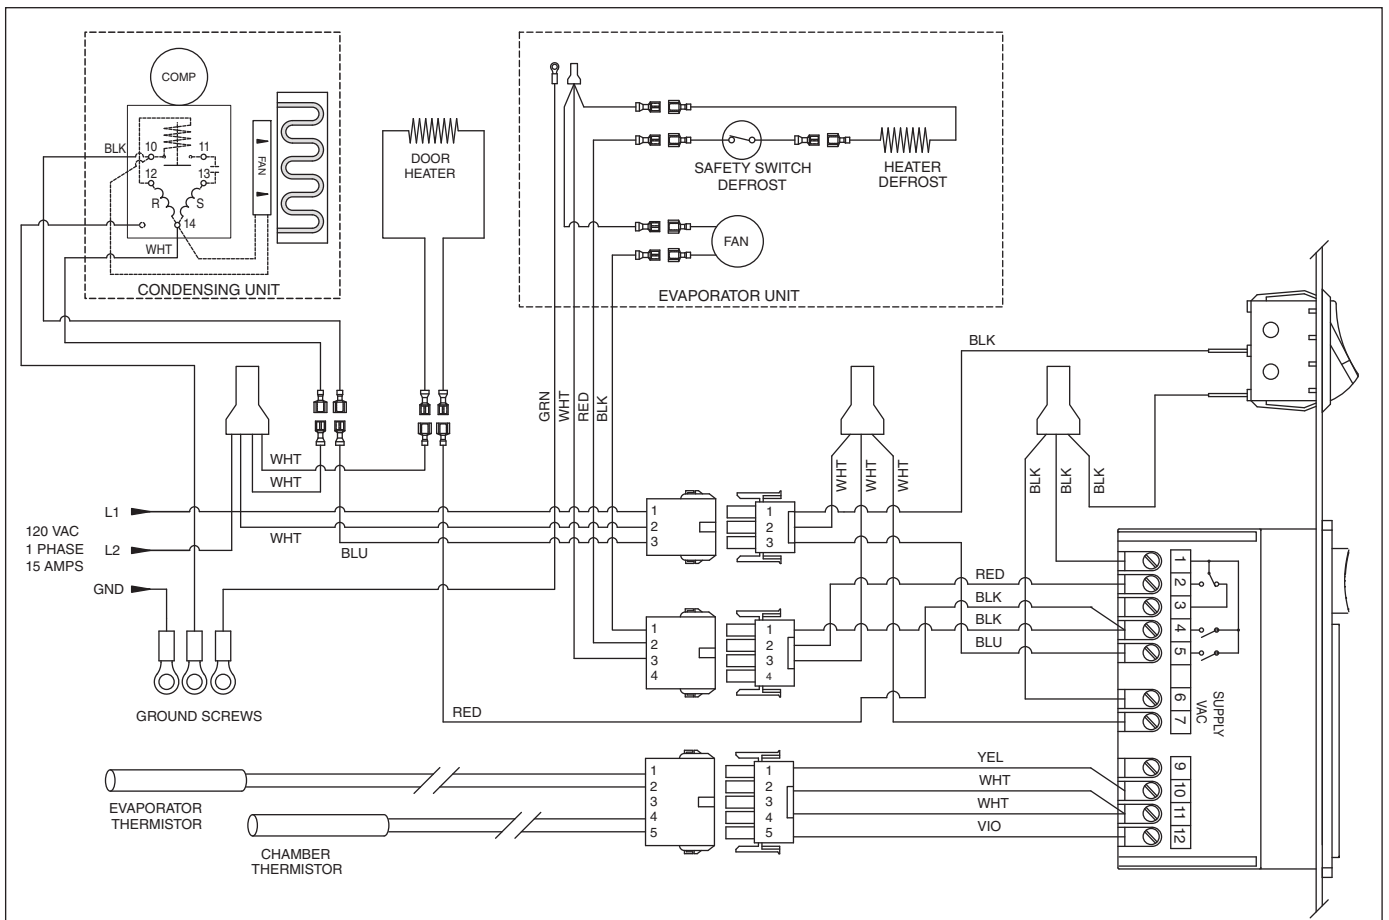 COMP
BLK
10
11
12
13
R
S
14
WHT
FAN
CONDENSING UNIT
DOOR
HEATER
SAFETY SWITCH
DEFROST
HEATER
DEFROST
FAN
EVAPORATOR UNIT
GRN
WHT
RED
BLK
BLK
WHT
WHT
WHT
BLK
BLK
BLK
WHT
WHT
WHT
BLU
120 VAC
1 PHASE
15 AMPS
L1
L2
GND
GROUND SCREWS
1
2
3
1
2
3
1
2
3
4
1
2
3
4
RED
BLK
BLK
BLU
RED
1
2
3
4
5
6
7
SUPPLY
VAC
9
10
11
12
EVAPORATOR
THERMISTOR
CHAMBER
THERMISTOR
1
2
3
4
5
1
2
3
4
5
YEL
WHT
WHT
VIO